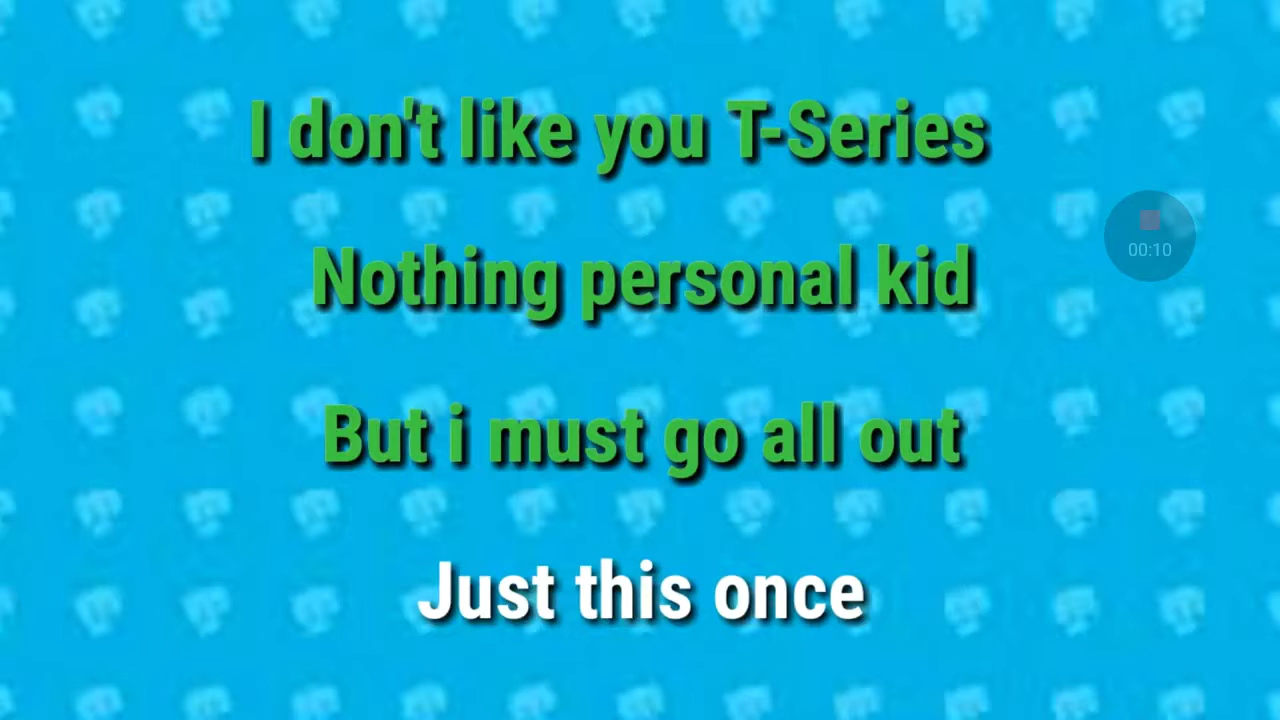 I don't like you T-Series
00:10
Nothing personal kid
But i must go all out
Just this once